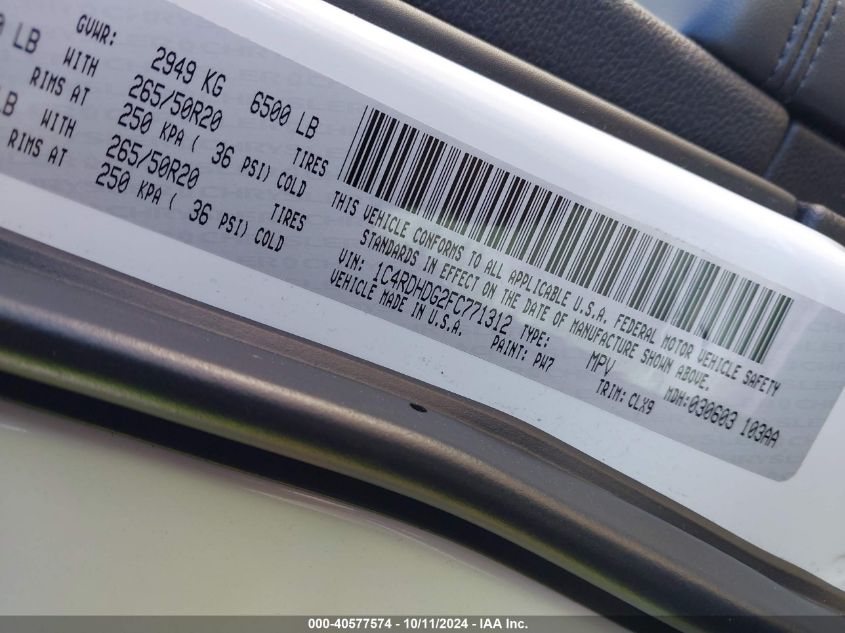 GVWR: 2949 KG 6500 LB
0 LB WITH 265/50R20 TIRES
RIMS AT 250 KPA ( 36 PSI) COLD
LB WITH 265/50R20 TIRES
RIMS AT 250 KPA ( 36 PSI) COLD
THIS VEHICLE CONFORMS TO ALL APPLICABLE U.S.A. FEDERAL MOTOR VEHICLE SAFETY
STANDARDS IN EFFECT ON THE DATE OF MANUFACTURE SHOWN ABOVE.
VIN: 1C4RDHDG2FC771312 TYPE: MPV MDH:030603 103AA
VEHICLE MADE IN U.S.A. PAINT: PW7 TRIM: CLX9
000-40577574 - 10/11/2024 - IAA Inc.